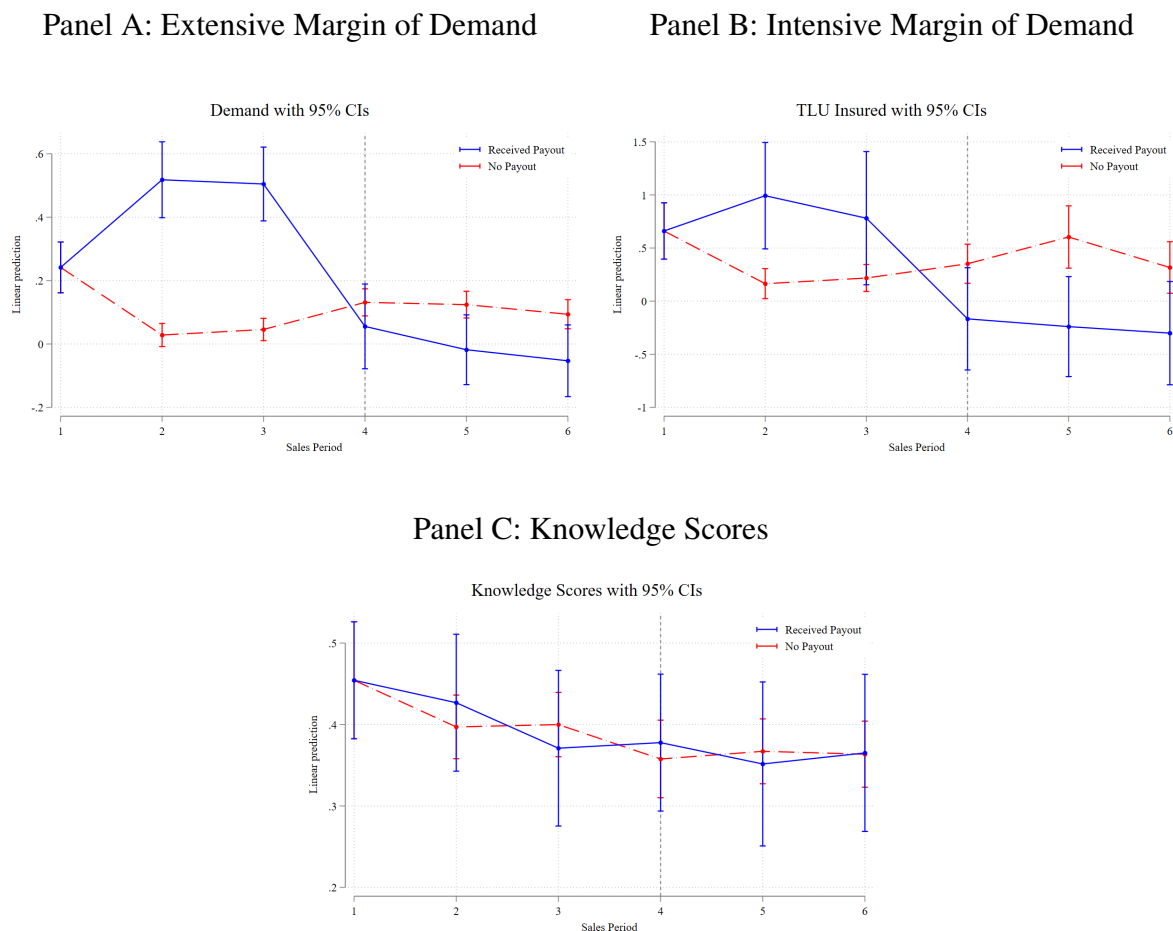 Panel A: Extensive Margin of Demand
Panel B: Intensive Margin of Demand
Demand with 95% CIs
Received Payout
No Payout
.6
.4
.2
0
-.2
Linear prediction
1 2 3 4 5 6
Sales Period
TLU Insured with 95% CIs
Received Payout
No Payout
1.5
1
.5
0
-.5
-1
Linear prediction
1 2 3 4 5 6
Sales Period
Panel C: Knowledge Scores
Knowledge Scores with 95% CIs
Received Payout
No Payout
.5
.4
.3
.2
Linear prediction
1 2 3 4 5 6
Sales Period